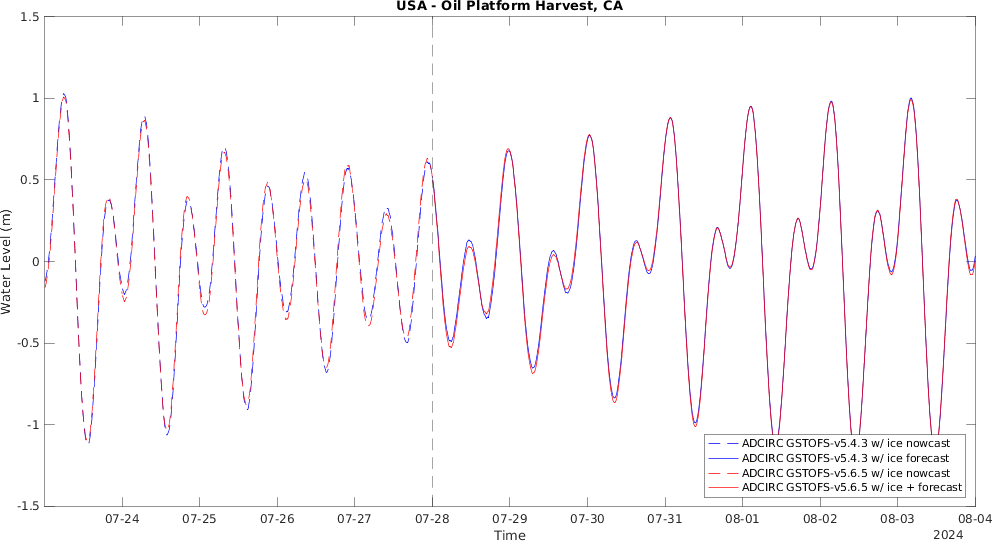 USA - Oil Platform Harvest, CA
1.5
1
0.5
0
-0.5
-1
-1.5
Water Level (m)
ADCIRC GSTOFS-v5.4.3 w/ ice nowcast
ADCIRC GSTOFS-v5.4.3 w/ ice forecast
ADCIRC GSTOFS-v5.6.5 w/ ice nowcast
ADCIRC GSTOFS-v5.6.5 w/ ice + forecast
07-24 07-25 07-26 07-27 07-28 07-29 07-30 07-31 08-01 08-02 08-03 08-04
Time
2024